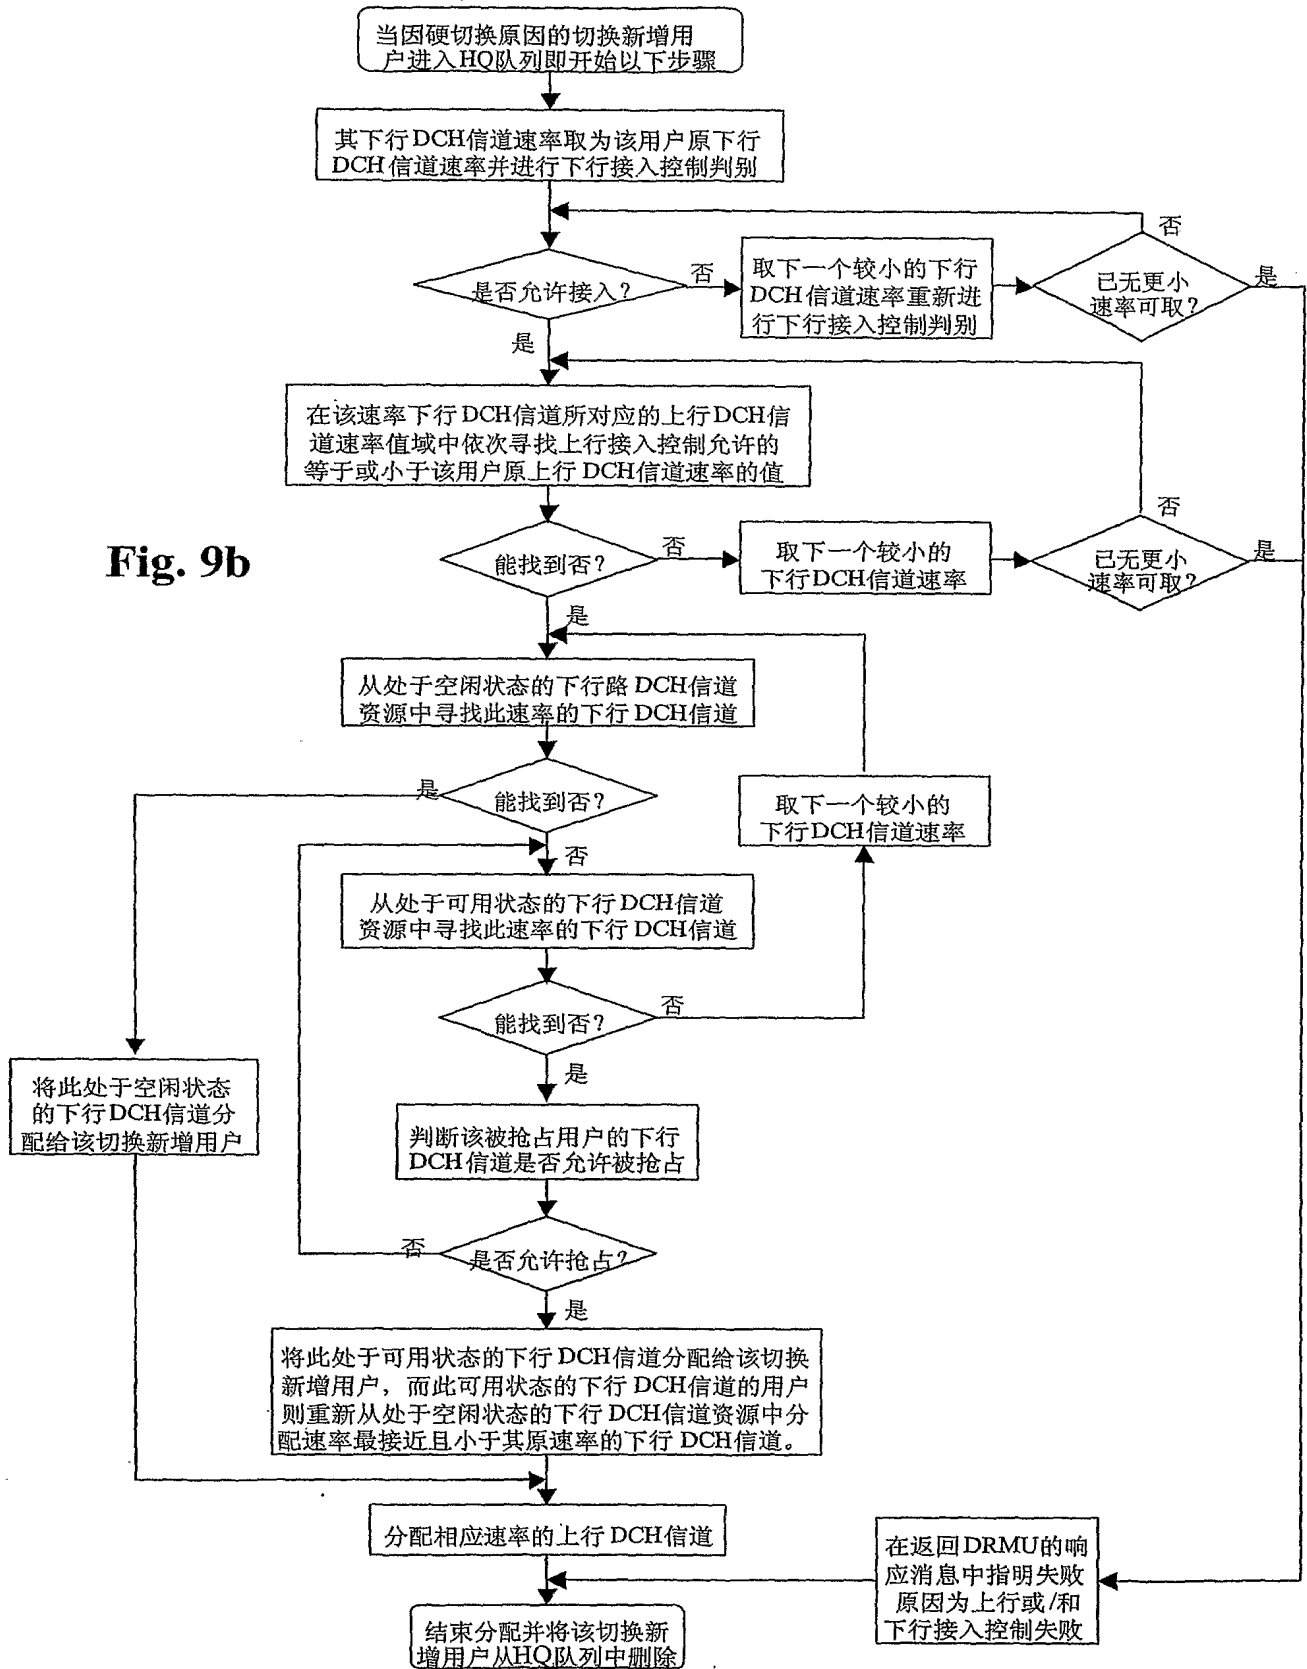 当因硬切换原因的切换新增用
户进入HQ队列即开始以下步骤
其下行DCH信道速率取为该用户原下行
DCH信道速率并进行下行接入控制判别
否
是否允许接入?
否
取下一个较小的下行
DCH信道速率重新进
行下行接入控制判别
已无更小
速率可取?
是
是
在该速率下行DCH信道所对应的上行DCH信
道速率值域中依次寻找上行接入控制允许的
等于或小于该用户原上行DCH信道速率的值
否
Fig. 9b
能找到否?
否
取下一个较小的
下行DCH信道速率
已无更小
速率可取?
是
是
从处于空闲状态的下行路DCH信道
资源中寻找此速率的下行DCH信道
是
能找到否?
取下一个较小的
下行DCH信道速率
否
从处于可用状态的下行DCH信道
资源中寻找此速率的下行DCH信道
能找到否?
否
是
将此处于空闲状态
的下行DCH信道分
配给该切换新增用户
判断该被抢占用户的下行
DCH信道是否允许被抢占
否
是否允许抢占?
是
将此处于可用状态的下行DCH信道分配给该切换
新增用户，而此可用状态的下行DCH信道的用户
则重新从处于空闲状态的下行DCH信道资源中分
配速率最接近且小于其原速率的下行DCH信道。
分配相应速率的上行DCH信道
在返回DRMU的响
应消息中指明失败
原因为上行或/和
下行接入控制失败
结束分配并将该切换新
增用户从HQ队列中删除